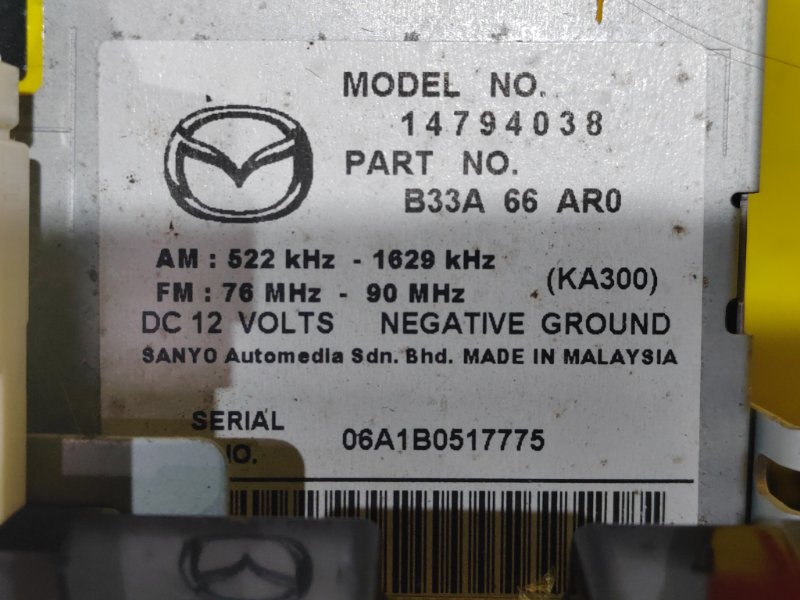 MODEL NO.
14794038
PART NO.
B33A 66 AR0
AM : 522 kHz - 1629 kHz
FM : 76 MHz - 90 MHz
(KA300)
DC 12 VOLTS NEGATIVE GROUND
SANYO Automedia Sdn. Bhd. MADE IN MALAYSIA
SERIAL
NO.
06A1B0517775